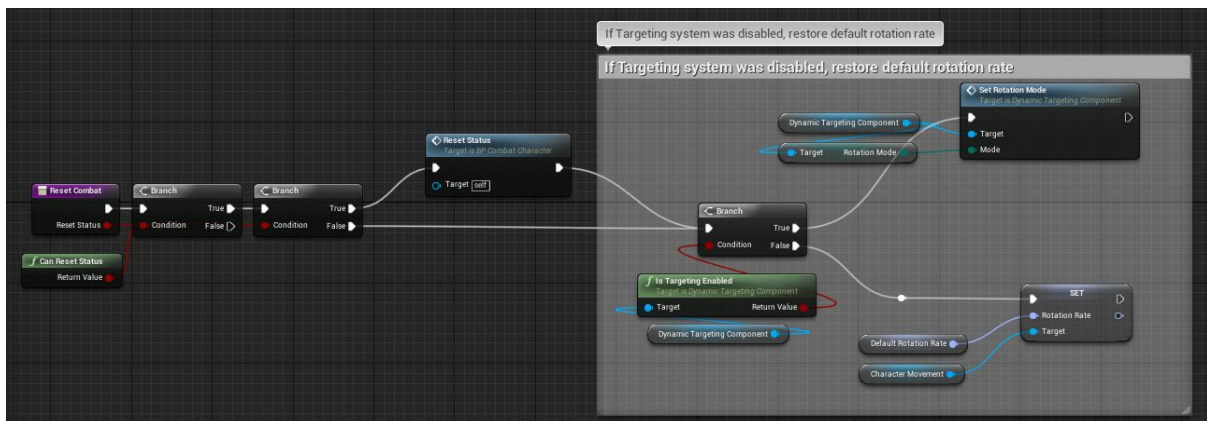 If Targeting system was disabled, restore default rotation rate
If Targeting system was disabled, restore default rotation rate
Set Rotation Mode
Target is Dynamic Targeting Component
Dynamic Targeting Component
Target
Target Rotation Mode
Mode
Reset Status
Target is BP Combat Character
Target self
Reset Combat
Reset Status
Branch
True
Condition False
Branch
True
Condition False
Can Reset Status
Return Value
Branch
True
Condition False
Is Targeting Enabled
Target is Dynamic Targeting Component
Target Return Value
Dynamic Targeting Component
SET
Rotation Rate
Target
Default Rotation Rate
Character Movement